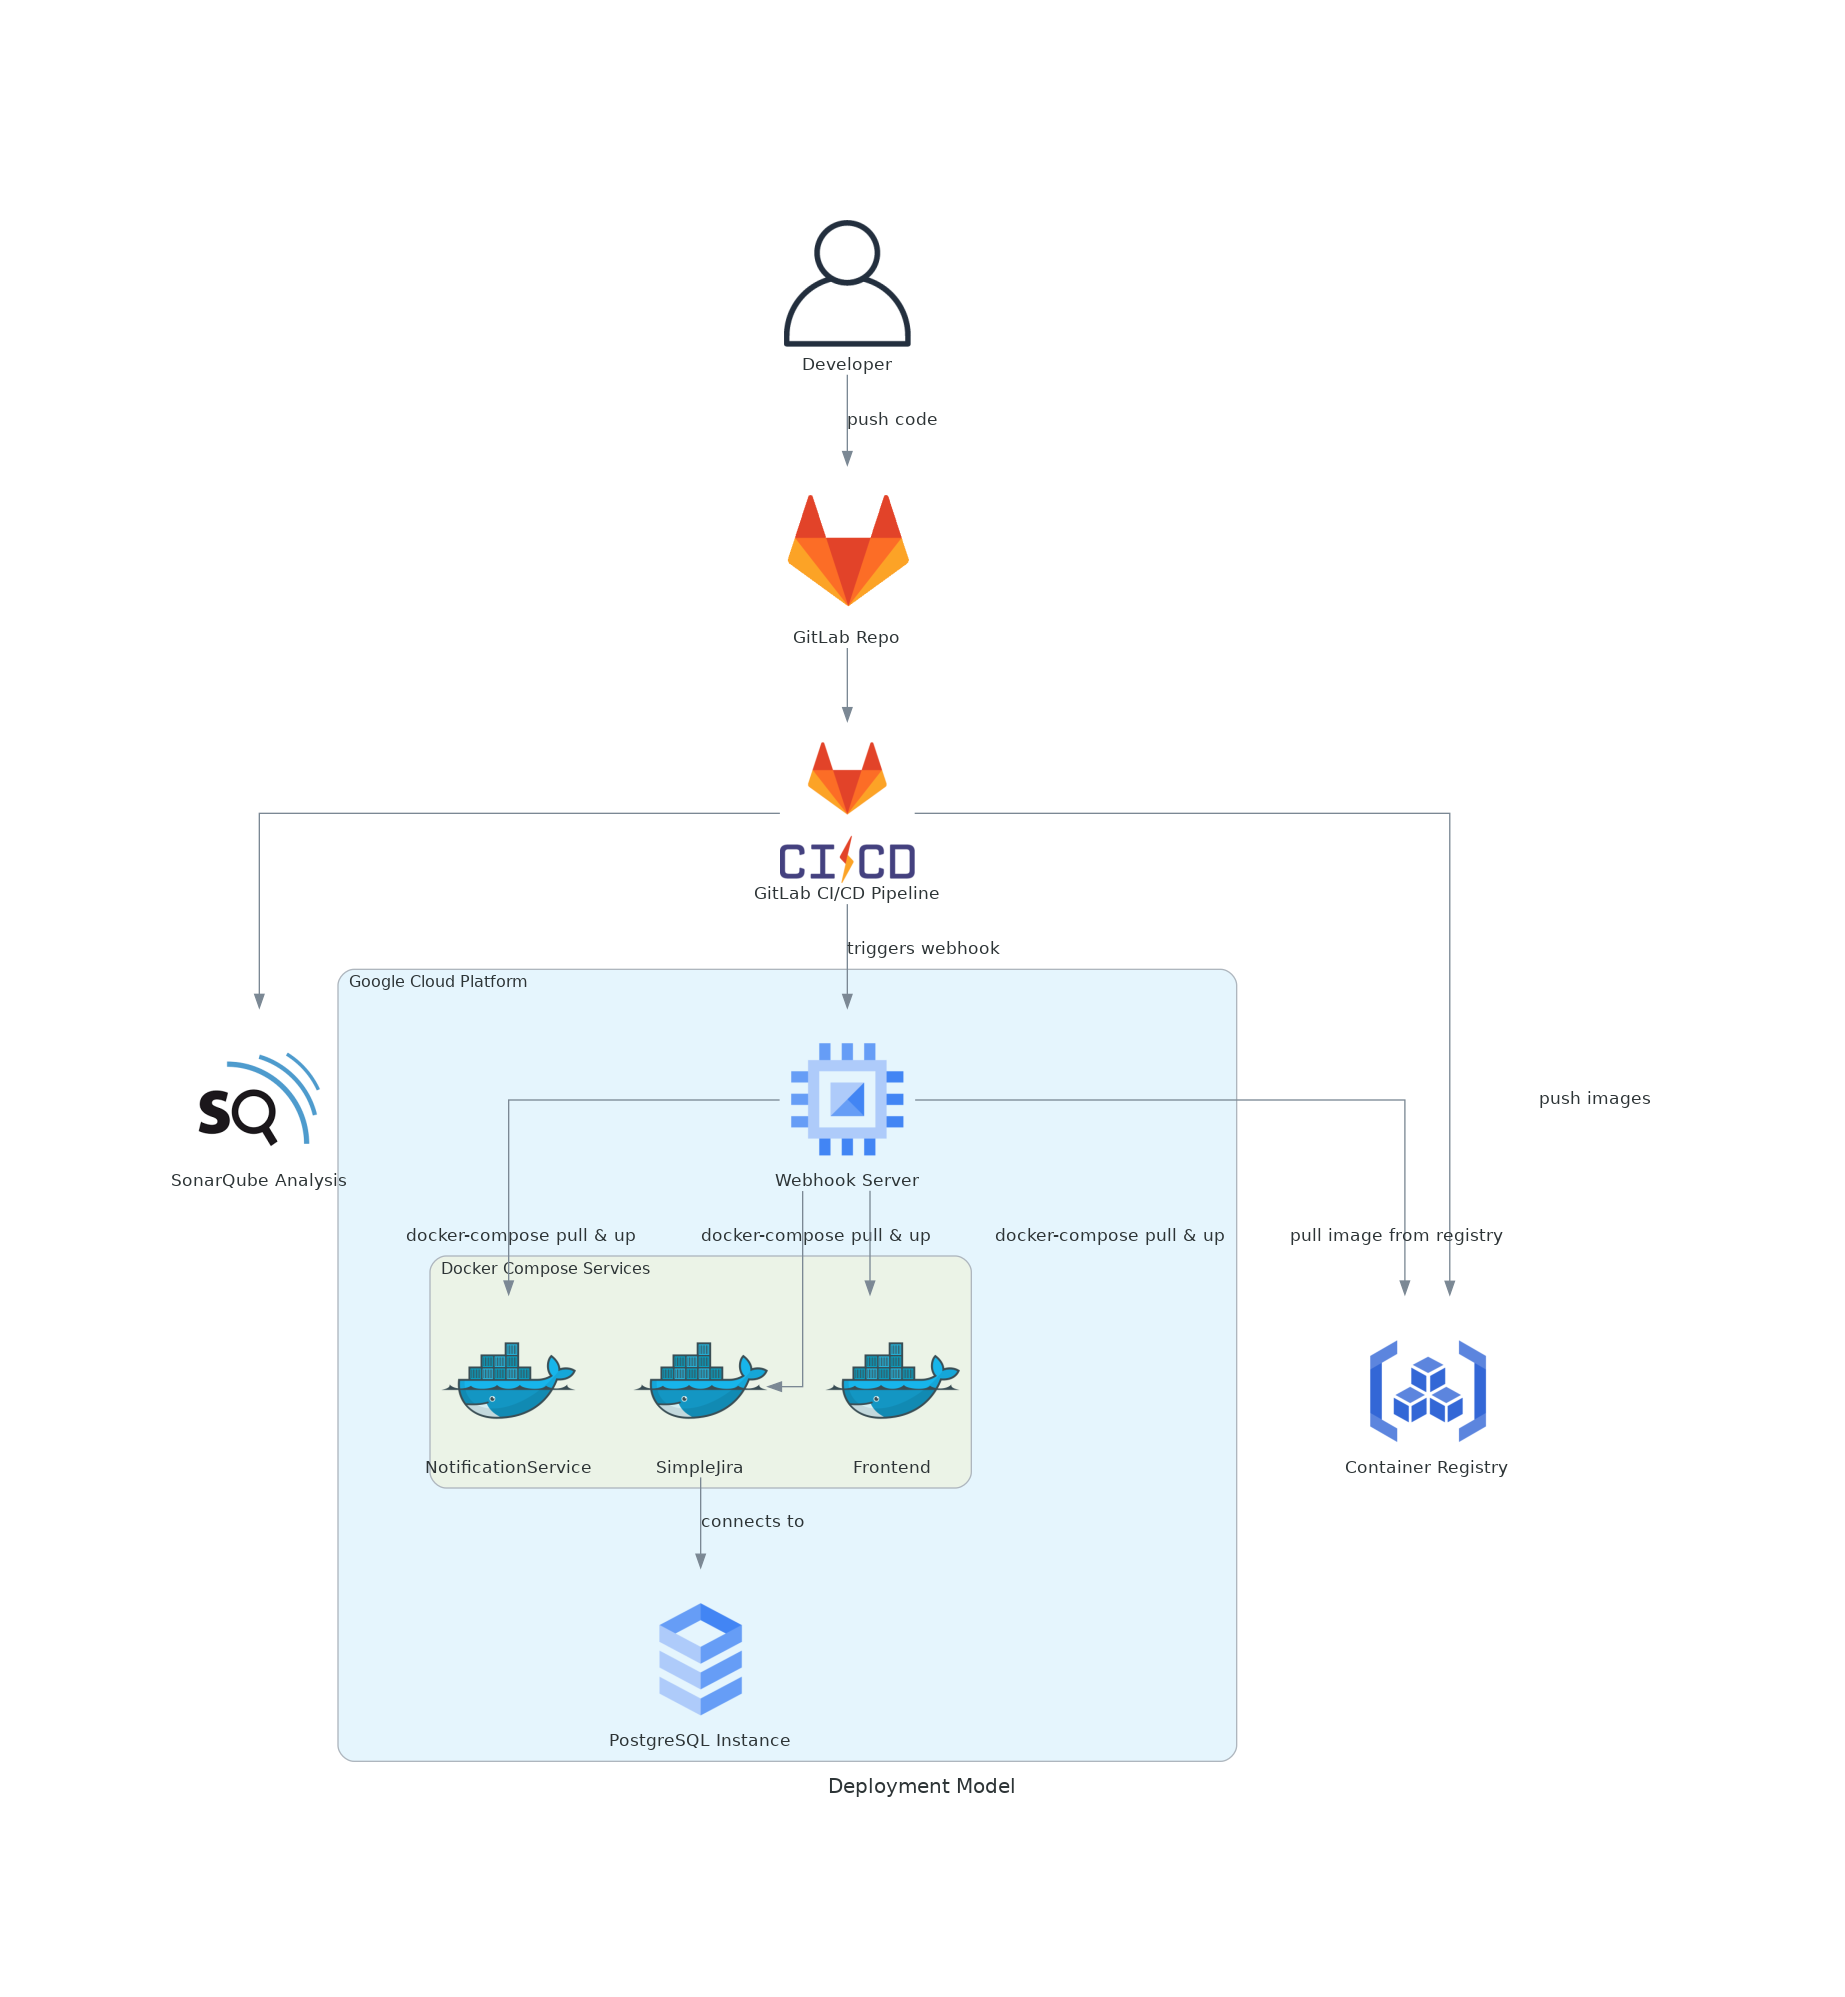 Developer
push code
GitLab Repo
CI CD
GitLab CI/CD Pipeline
triggers webhook
Google Cloud Platform
SQ
push images
SonarQube Analysis
Webhook Server
docker-compose pull & up
docker-compose pull & up
docker-compose pull & up
pull image from registry
Docker Compose Services
NotificationService
SimpleJira
Frontend
Container Registry
connects to
PostgreSQL Instance
Deployment Model